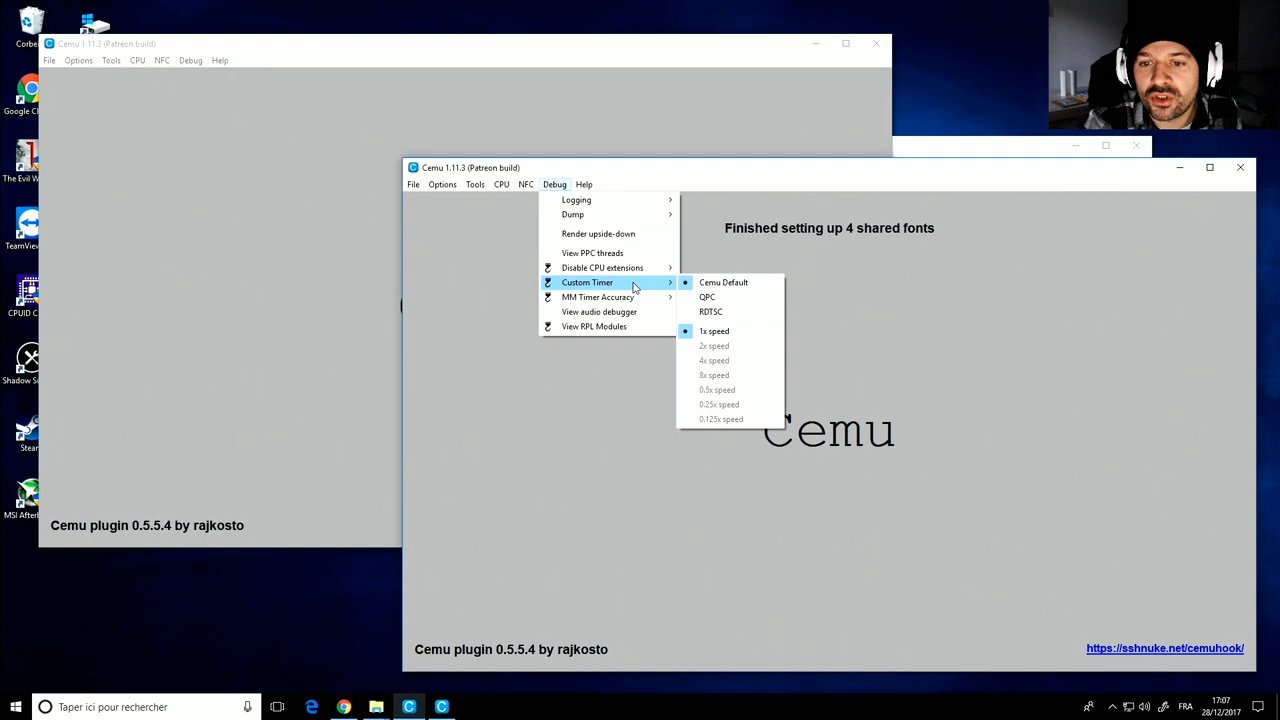 Corbe
Google C
The Evil W
TeamView
CPUID C
Shadow Su
Steam
MSI Afterb
Cemu 1.11.3 (Patreon build)
File Options Tools CPU NFC Debug Help
Cemu plugin 0.5.5.4 by rajkosto
Cemu 1.11.3 (Patreon build)
File Options Tools CPU NFC Debug Help
Logging
Dump
Render upside-down
View PPC threads
Disable CPU extensions
Custom Timer
MM Timer Accuracy
View audio debugger
View RPL Modules
Cemu Default
QPC
RDTSC
1x speed
2x speed
4x speed
8x speed
0.5x speed
0.25x speed
0.125x speed
Finished setting up 4 shared fonts
Cemu
Cemu plugin 0.5.5.4 by rajkosto
https://sshnuke.net/cemuhook/
Taper ici pour rechercher
FRA
17:07
28/12/2017